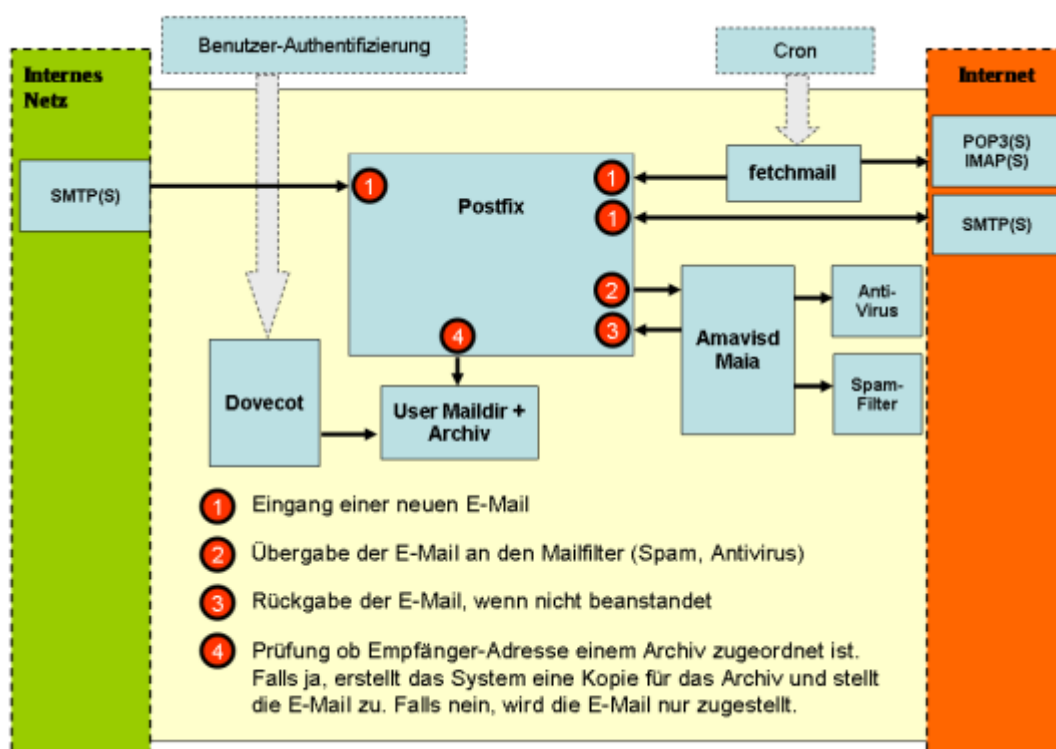 Benutzer-Authentifizierung
Cron
Internes
Netz
Internet
SMTP(S)
POP3(S)
IMAP(S)
SMTP(S)
fetchmail
1
Postfix
1
1
2
3
4
Amavisd
Maia
Anti-
Virus
Spam-
Filter
Dovecot
User Maildir +
Archiv
1 Eingang einer neuen E-Mail
2 Übergabe der E-Mail an den Mailfilter (Spam, Antivirus)
3 Rückgabe der E-Mail, wenn nicht beanstandet
4 Prüfung ob Empfänger-Adresse einem Archiv zugeordnet ist.
Falls ja, erstellt das System eine Kopie für das Archiv und stellt
die E-Mail zu. Falls nein, wird die E-Mail nur zugestellt.